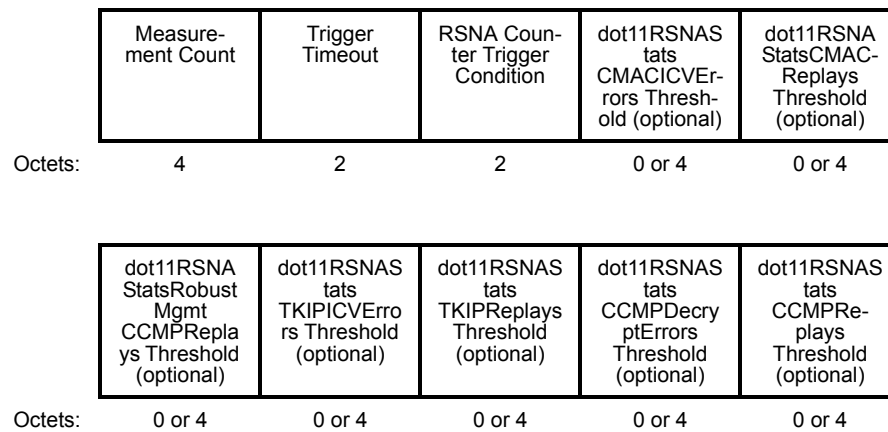 Measure-
ment Count
Trigger
Timeout
RSNA Coun-
ter Trigger
Condition
dot11RSNAS
tats
CMACICVEr-
rors Thresh-
old (optional)
dot11RSNA
StatsCMAC-
Replays
Threshold
(optional)
Octets: 4 2 2 0 or 4 0 or 4
dot11RSNA
StatsRobust
Mgmt
CCMPRepla
ys Threshold
(optional)
dot11RSNAS
tats
TKIPICVErro
rs Threshold
(optional)
dot11RSNAS
tats
TKIPReplays
Threshold
(optional)
dot11RSNAS
tats
CCMPDecry
ptErrors
Threshold
(optional)
dot11RSNAS
tats
CCMPRe-
plays
Threshold
(optional)
Octets: 0 or 4 0 or 4 0 or 4 0 or 4 0 or 4